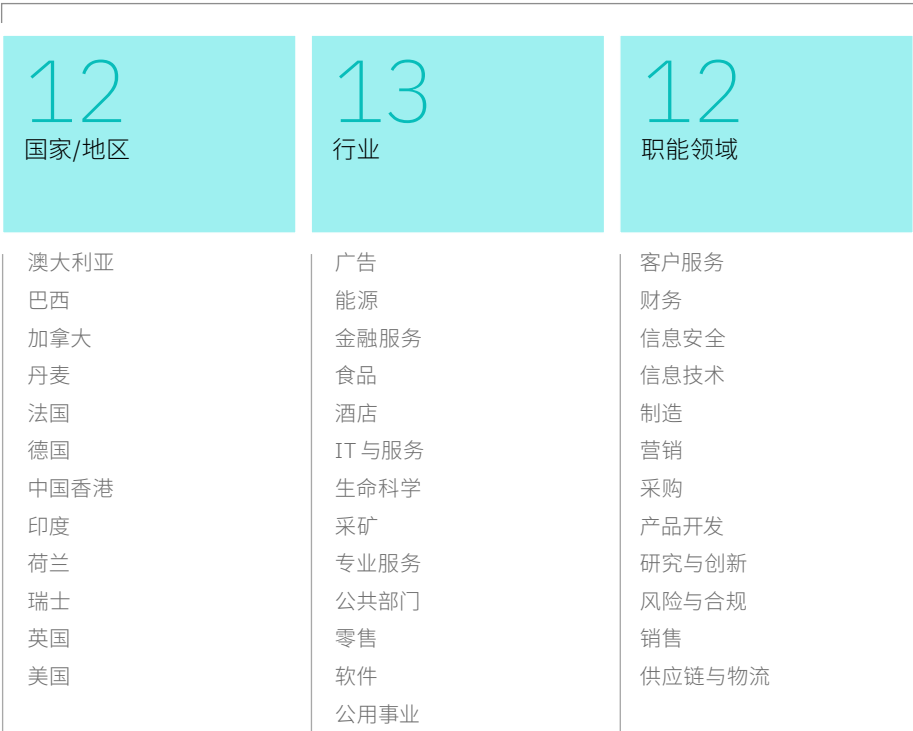 12
国家/地区
澳大利亚
巴西
加拿大
丹麦
法国
德国
中国香港
印度
荷兰
瑞士
英国
美国
13
行业
广告
能源
金融服务
食品
酒店
IT 与服务
生命科学
采矿
专业服务
公共部门
零售
软件
公用事业
12
职能领域
客户服务
财务
信息安全
信息技术
制造
营销
采购
产品开发
研究与创新
风险与合规
销售
供应链与物流